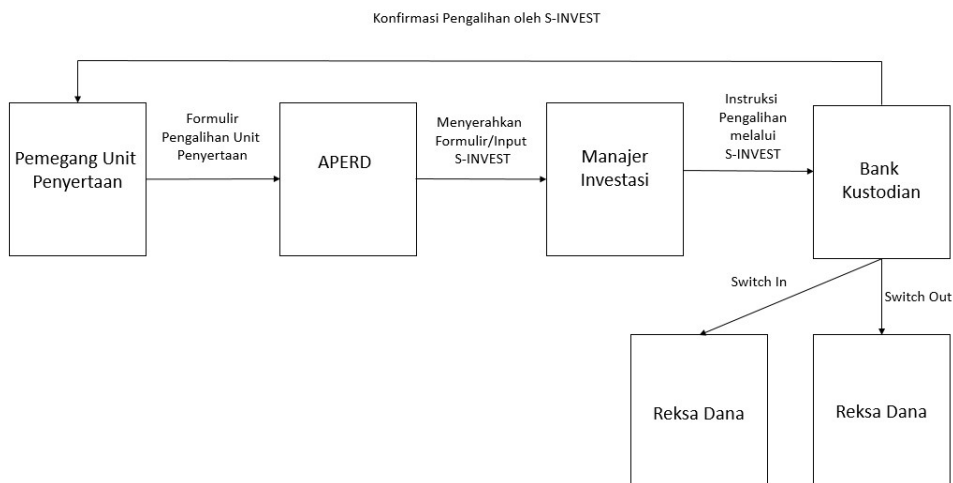 Konfirmasi Pengalihan oleh S-INVEST
Formulir
Pengalihan Unit
Penyertaan
Menyerahkan
Formulir/Input
S-INVEST
Instruksi
Pengalihan
melalui
S-INVEST
Pemegang Unit
Penyertaan
APERD
Manajer
Investasi
Bank
Kustodian
Switch In
Switch Out
Reksa Dana
Reksa Dana